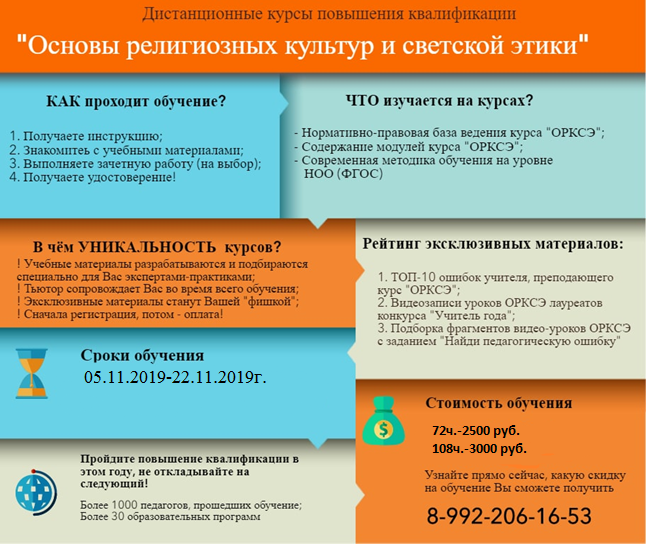 Дистанционные курсы повышения квалификации
"Основы религиозных культур и светской этики"
КАК проходит обучение?
1. Получаете инструкцию;
2. Знакомитеь с учебными материалами;
3. Выполняете зачетную работу (на выбор);
4. Получаете удостоверение!
ЧТО изучается на курсах?
- Нормативно-правовая база ведения курса "ОРКСЭ";
- Содержание модулей курса "ОРКСЭ";
- Современная методика обучения на уровне
НОО (ФГОС)
В чём УНИКАЛЬНОСТЬ курсов?
! Учебные материалы разрабатываются и подбираются
специально для Вас экспертами-практиками;
! Тьютор сопровождает Вас во время всего обучения;
! Эксклюзивные материалы станут Вашей "фишкой";
! Сначала регистрация, потом - оплата!
Рейтинг эксклюзивных материалов:
1. ТОП-10 ошибок учителя, преподающего
курс "ОРКСЭ";
2. Видеозаписи уроков ОРКСЭ лауреатов
конкурса "Учитель года";
3. Подборка фрагментов видео-уроков ОРКСЭ
с заданием "Найди педагогическую ошибку"
Сроки обучения
05.11.2019-22.11.2019г.
Стоимость обучения
72ч.-2500 руб.
108ч.-3000 руб.
Узнайте прямо сейчас, какую скидку
на обучение Вы сможете получить
8-992-206-16-53
Пройдите повышение квалификации в
этом году, не откладывайте на
следующий!
Более 1000 педагогов, прошедших обучение;
Более 30 образовательных программ